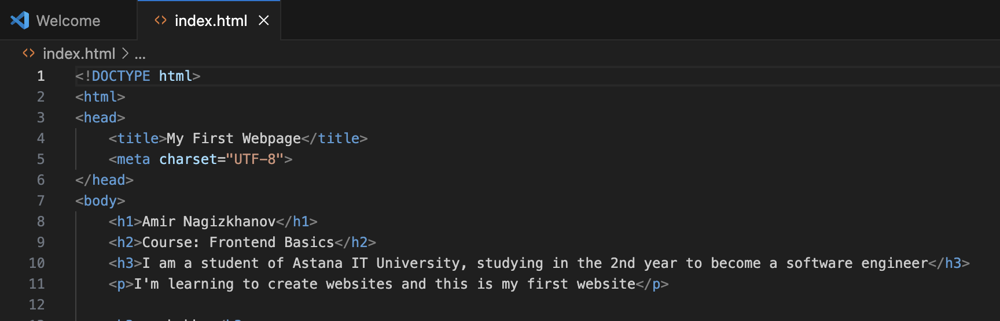 Welcome
index.html
index.html > ...
1 <!DOCTYPE html>
2 <html>
3 <head>
4     <title>My First Webpage</title>
5     <meta charset="UTF-8">
6 </head>
7 <body>
8     <h1>Amir Nagizkhanov</h1>
9     <h2>Course: Frontend Basics</h2>
10     <h3>I am a student of Astana IT University, studying in the 2nd year to become a software engineer</h3>
11     <p>I'm learning to create websites and this is my first website</p>
12